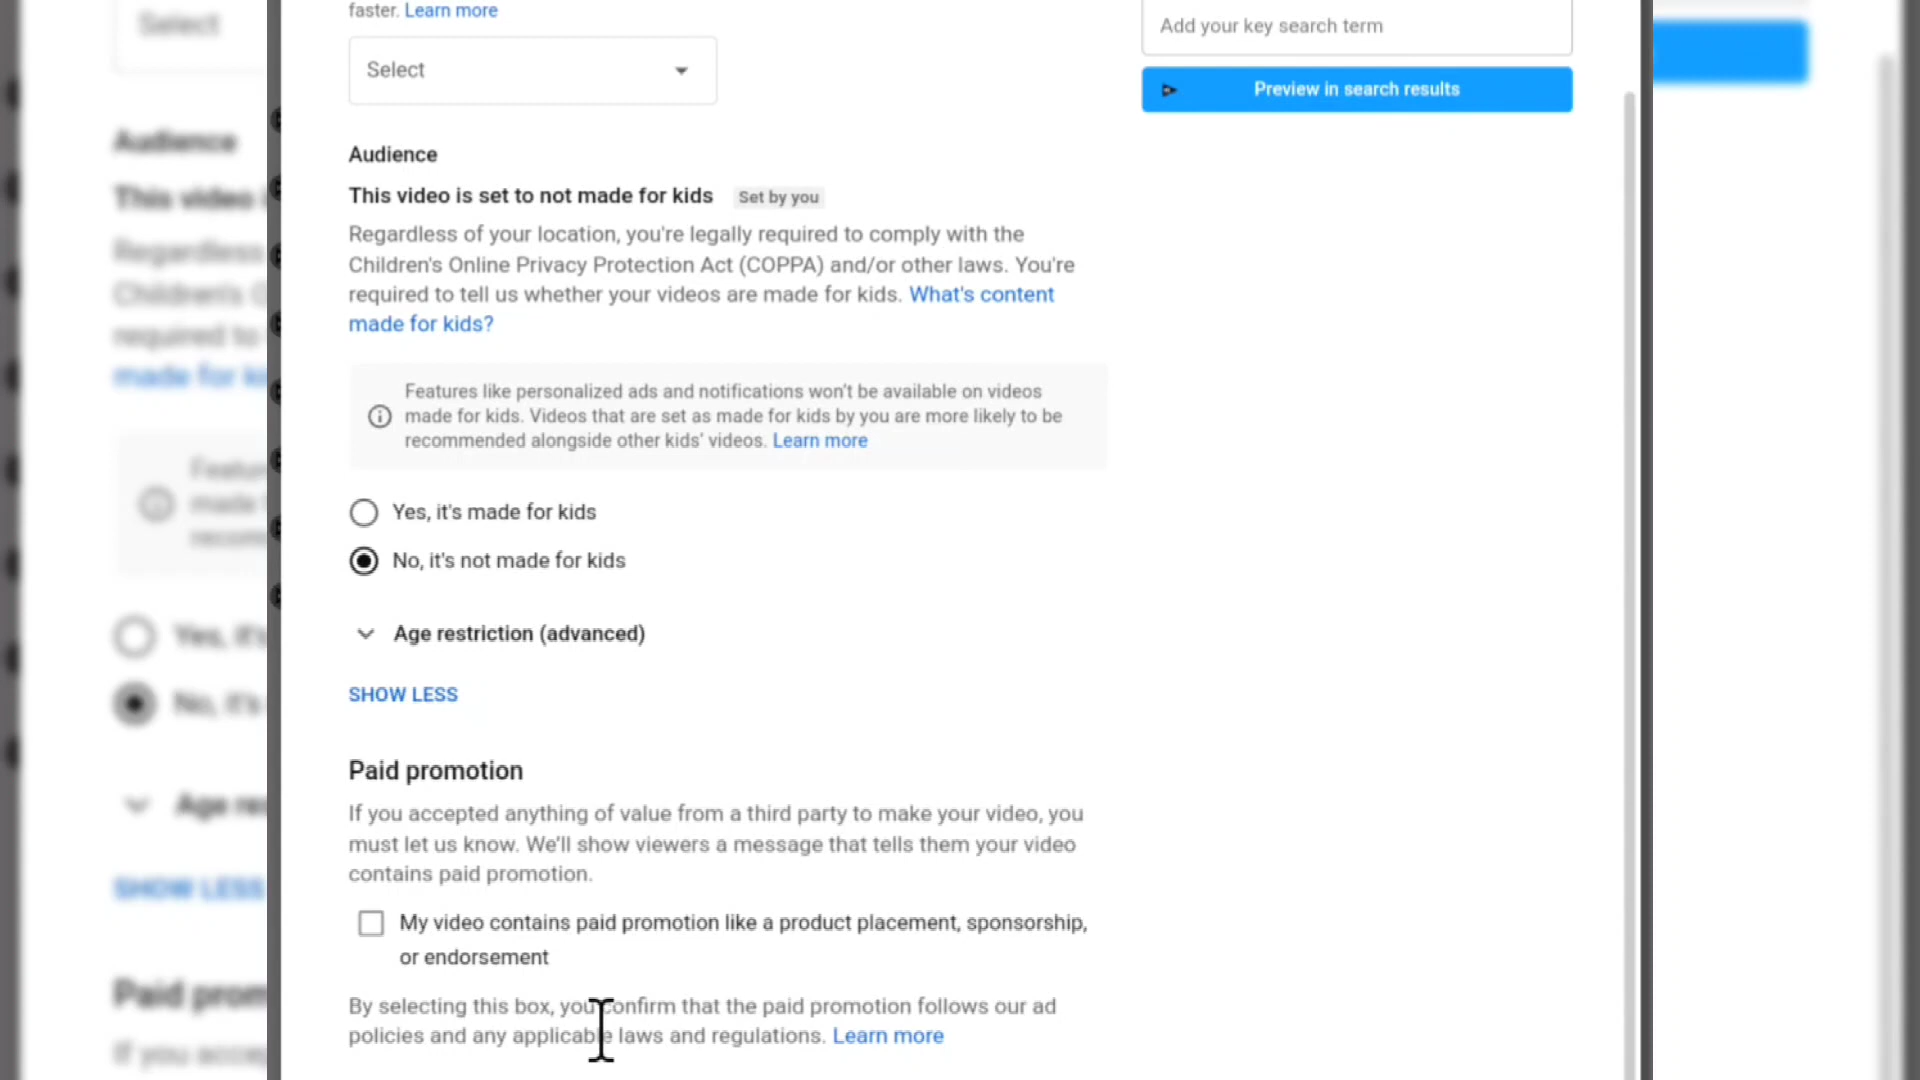 faster. Learn more
Select
Add your key search term
Preview in search results
Audience
This video is set to not made for kids Set by you
Regardless of your location, you're legally required to comply with the
Children's Online Privacy Protection Act (COPPA) and/or other laws. You're
required to tell us whether your videos are made for kids. What's content
made for kids?
Features like personalized ads and notifications won't be available on videos
made for kids. Videos that are set as made for kids by you are more likely to be
recommended alongside other kids' videos. Learn more
Yes, it's made for kids
No, it's not made for kids
Age restriction (advanced)
SHOW LESS
Paid promotion
If you accepted anything of value from a third party to make your video, you
must let us know. We'll show viewers a message that tells them your video
contains paid promotion.
My video contains paid promotion like a product placement, sponsorship,
or endorsement
By selecting this box, you confirm that the paid promotion follows our ad
policies and any applicable laws and regulations. Learn more